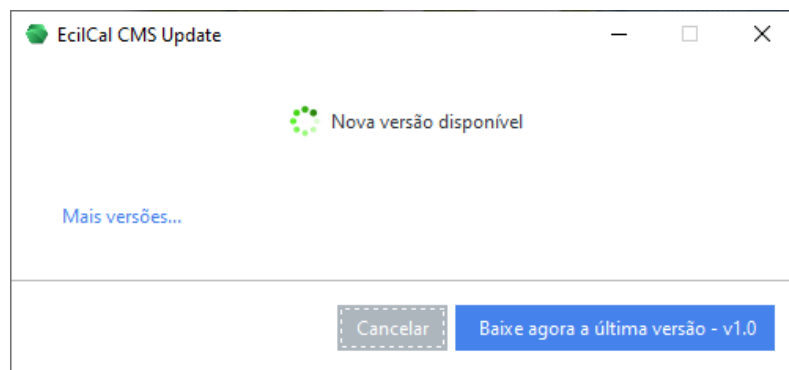 EcilCal CMS Update
Nova versão disponível
Mais versões...
Cancelar
Baixe agora a última versão - v1.0